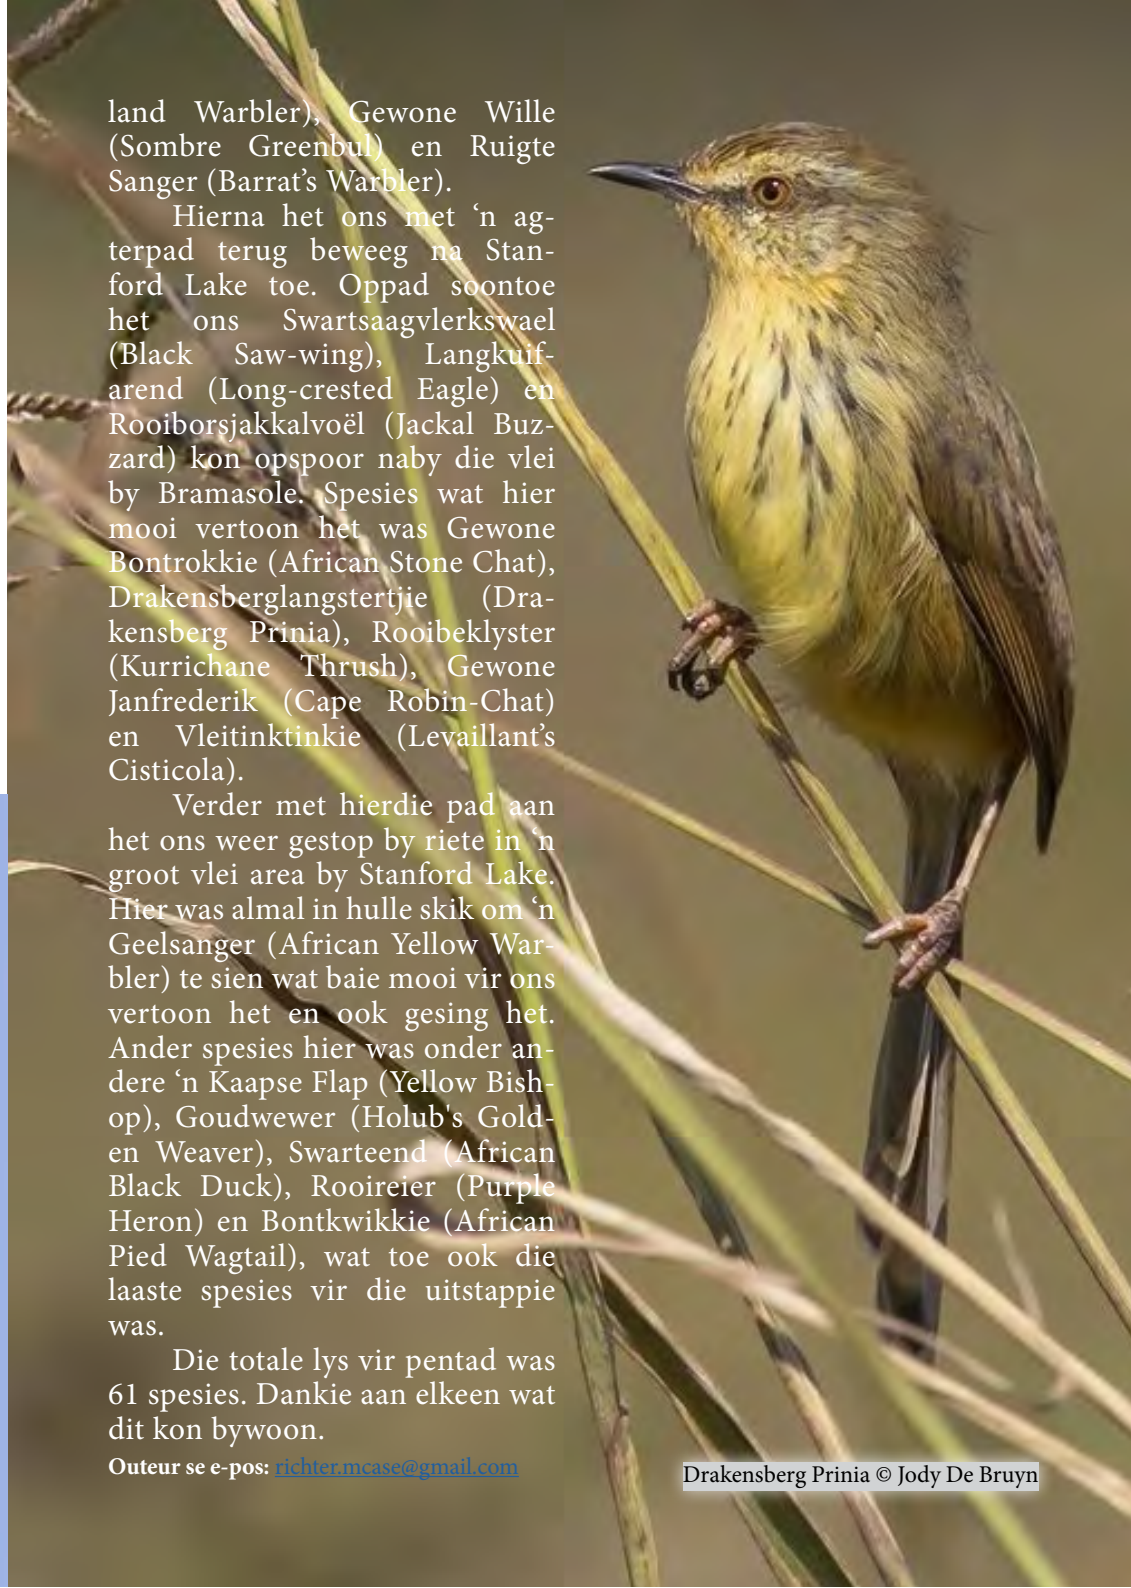 land Warbler), Gewone Wille
(Sombre Greenbul) en Ruigte
Sanger (Barrat’s Warbler).
Hierna het ons met ‘n ag-
terpad terug beweeg na Stan-
ford Lake toe. Oppad soontoe
het ons Swartsaagvlerkswael
(Black Saw-wing), Langkuif-
arend (Long-crested Eagle) en
Rooiborsjakkalvoël (Jackal Buz-
zard) kon opspoor naby die vlei
by Bramasole. Spesies wat hier
mooi vertoon het was Gewone
Bontrokkie (African Stone Chat),
Drakensberglangstertjie (Dra-
kensberg Prinia), Rooibeklyster
(Kurrichane Thrush), Gewone
Janfrederik (Cape Robin-Chat)
en Vleitinktinkie (Levaillant’s
Cisticola).
Verder met hierdie pad aan
het ons weer gestop by riete in ‘n
groot vlei area by Stanford Lake.
Hier was almal in hulle skik om ‘n
Geelsanger (African Yellow War-
bler) te sien wat baie mooi vir ons
vertoon het en ook gesing het.
Ander spesies hier was onder an-
dere ‘n Kaapse Flap (Yellow Bish-
op), Goudwewer (Holub's Gold-
en Weaver), Swarteend (African
Black Duck), Rooireier (Purple
Heron) en Bontkwikkie (African
Pied Wagtail), wat toe ook die
laaste spesies vir die uitstappie
was.
Die totale lys vir pentad was
61 spesies. Dankie aan elkeen wat
dit kon bywoon.
Outeur se e-pos: richter.mcase@gmail.com
Drakensberg Prinia © Jody De Bruyn